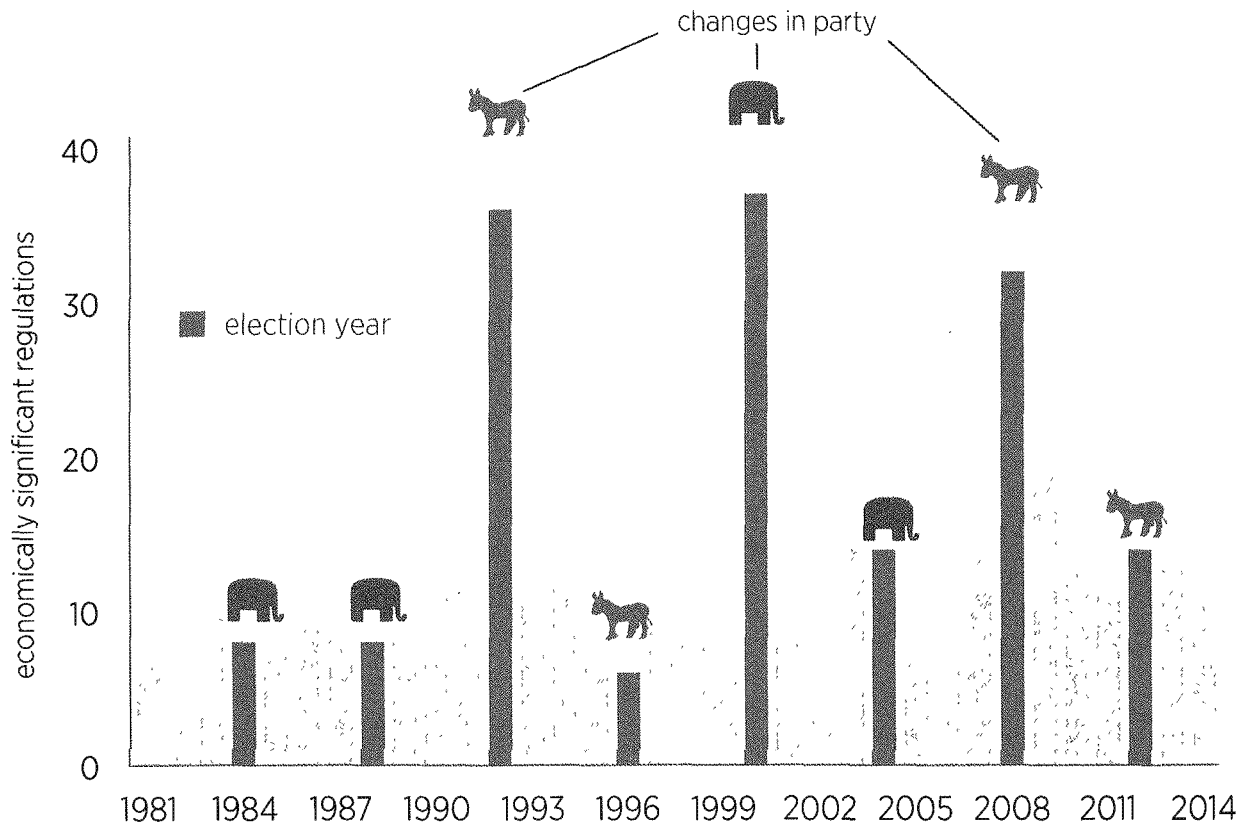 changes in party
40
30
20
10
0
economically significant regulations
election year
1981 1984 1987 1990 1993 1996 1999 2002 2005 2008 2011 2014